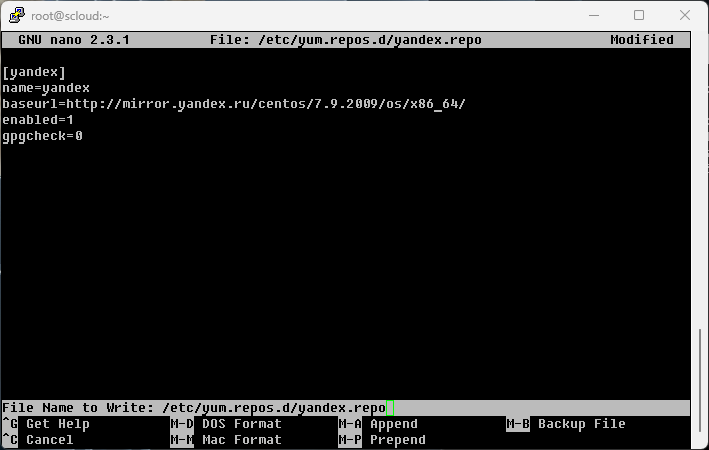 root@scloud:~
GNU nano 2.3.1 File: /etc/yum.repos.d/yandex.repo Modified
[yandex]
name=yandex
baseurl=http://mirror.yandex.ru/centos/7.9.2009/os/x86_64/
enabled=1
gpgcheck=0
File Name to Write: /etc/yum.repos.d/yandex.repo
^G Get Help M-D DOS Format M-A Append M-B Backup File
^C Cancel M-M Mac Format M-P Prepend